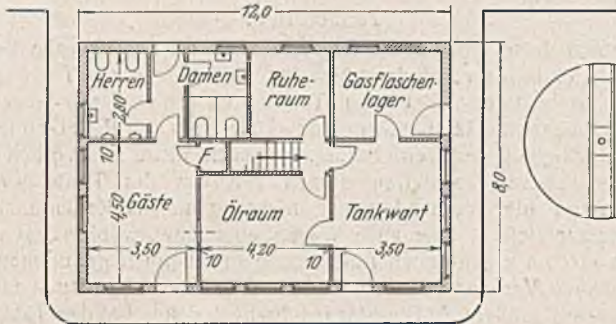 12,0
Herren
Damen
Ruhe-
raum
Gasflaschen-
lager
2,80
10
F.
8,0
4,50
Gäste
Ölraum
Tankwart
3,50
4,20
3,50
10
10